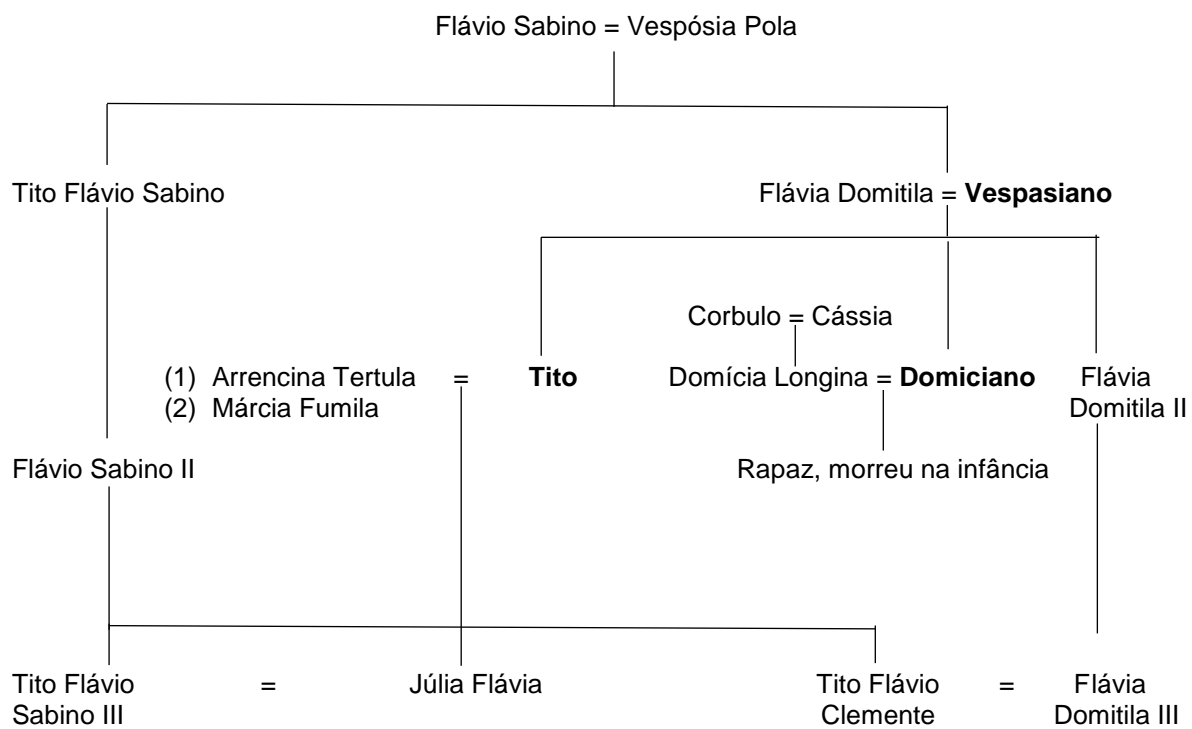 Flávio Sabino = Vespósia Pola
Tito Flávio Sabino Flávia Domitila = Vespasiano
Corbulo = Cássia
(1) Arrencina Tertula = Tito Domícia Longina = Domiciano Flávia
(2) Márcia Fumila Domitila II
Flávio Sabino II Rapaz, morreu na infância
Tito Flávio = Júlia Flávia Tito Flávio = Flávia
Sabino III Clemente Domitila III